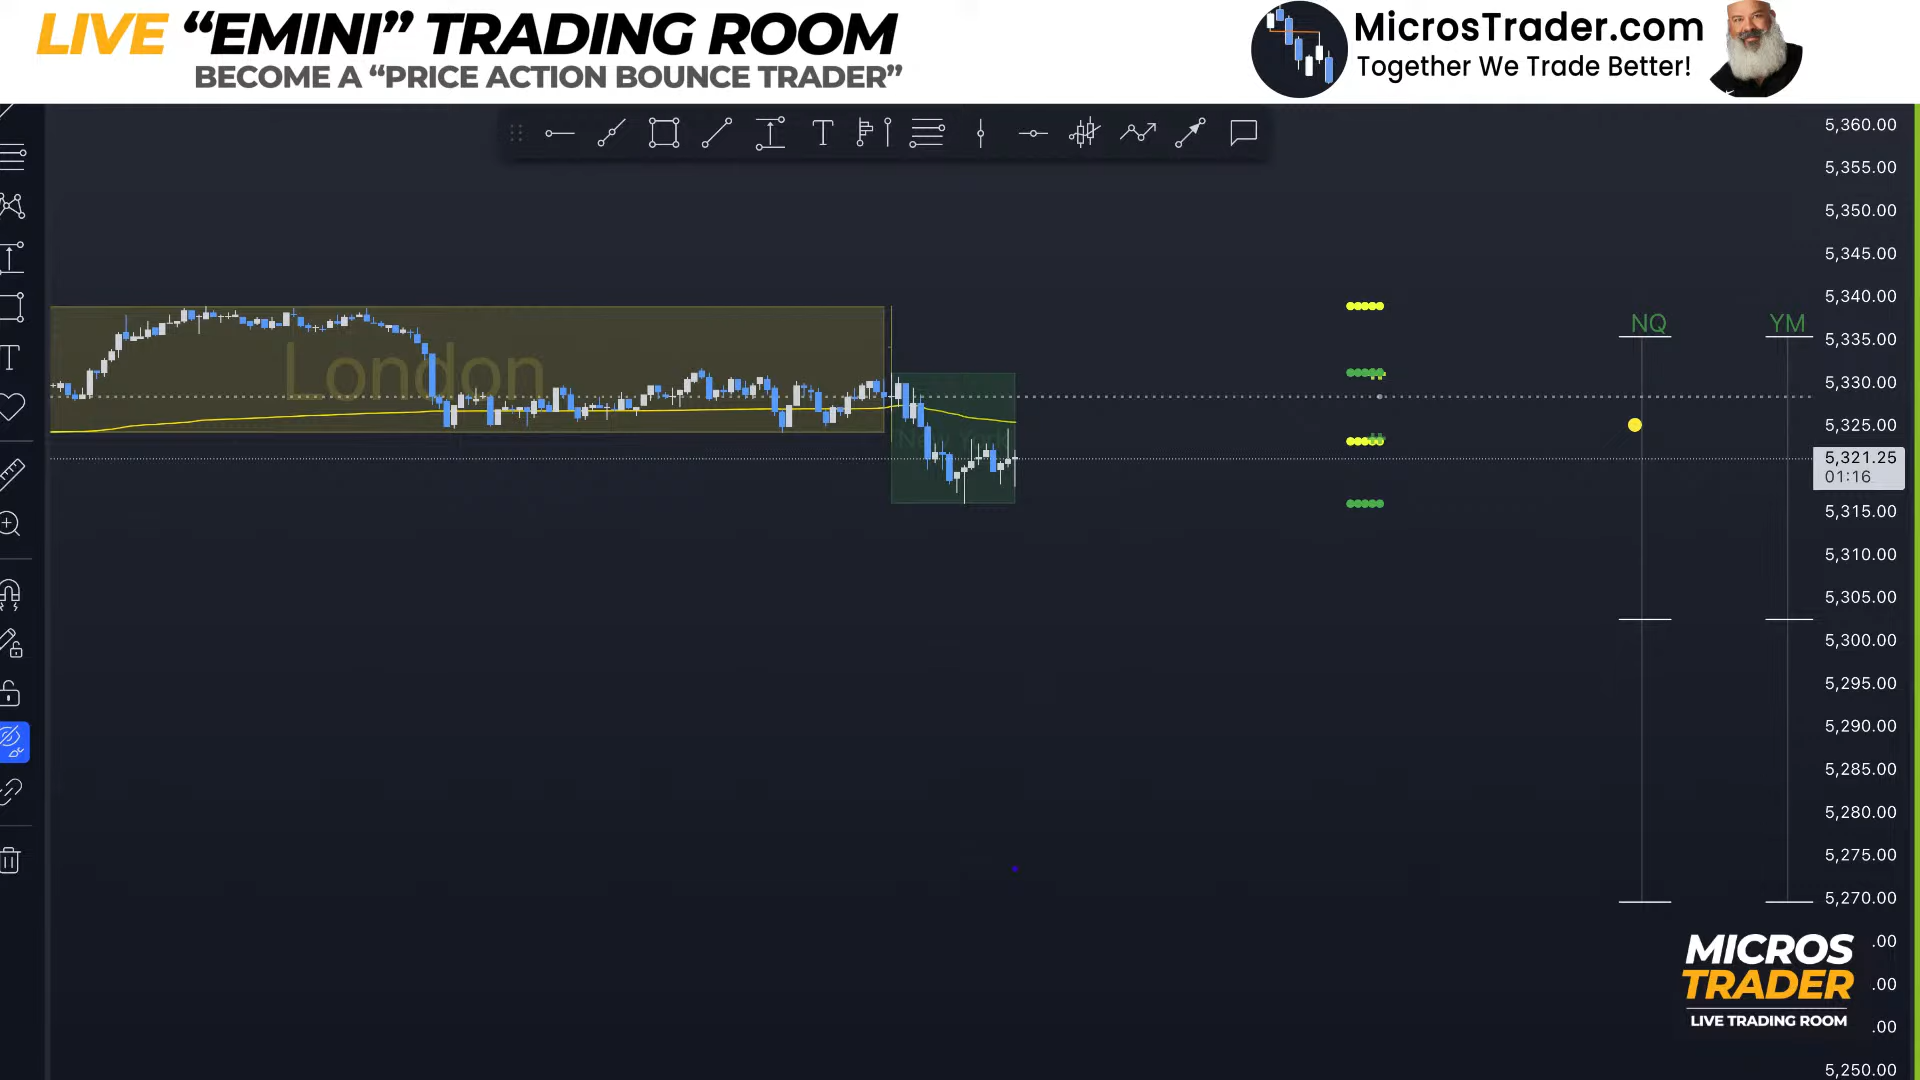 LIVE “EMINI” TRADING ROOM
BECOME A “PRICE ACTION BOUNCE TRADER”
MicrosTrader.com
Together We Trade Better!
5,360.00
5,355.00
5,350.00
5,345.00
5,340.00
5,335.00
5,330.00
5,325.00
5,321.25
01:16
5,315.00
5,310.00
5,305.00
5,300.00
5,295.00
5,290.00
5,285.00
5,280.00
5,275.00
5,270.00
.00
.00
.00
5,250.00
London
NQ
YM
MICROS
TRADER
LIVE TRADING ROOM